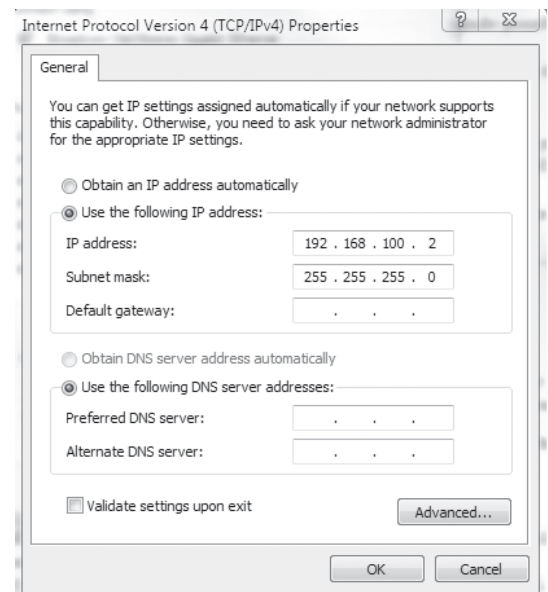 Internet Protocol Version 4 (TCP/IPv4) Properties
General
You can get IP settings assigned automatically if your network supports
this capability. Otherwise, you need to ask your network administrator
for the appropriate IP settings.
Obtain an IP address automatically
Use the following IP address:
IP address: 192 . 168 . 100 . 2
Subnet mask: 255 . 255 . 255 . 0
Default gateway: . . .
Obtain DNS server address automatically
Use the following DNS server addresses:
Preferred DNS server: . . .
Alternate DNS server: . . .
Validate settings upon exit
Advanced...
OK Cancel